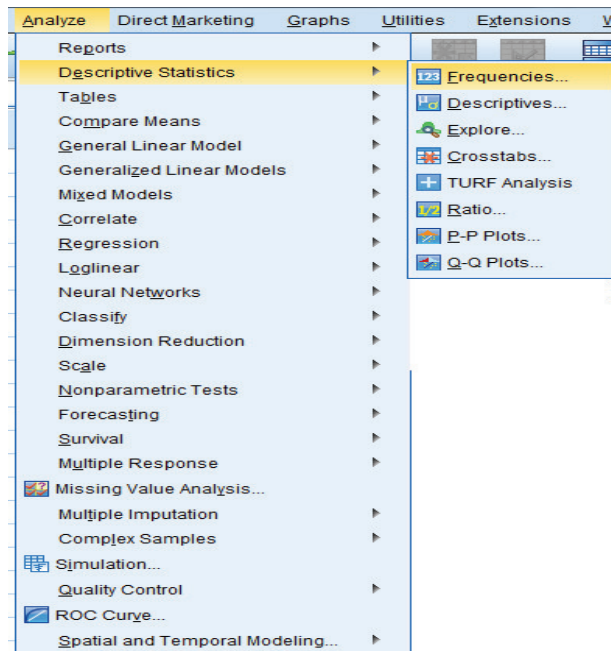 Analyze Direct Marketing Graphs Utilities Extensions W
Reports
Descriptive Statistics
Tables
Compare Means
General Linear Model
Generalized Linear Models
Mixed Models
Correlate
Regression
Loglinear
Neural Networks
Classify
Dimension Reduction
Scale
Nonparametric Tests
Forecasting
Survival
Multiple Response
Missing Value Analysis...
Multiple Imputation
Complex Samples
Simulation...
Quality Control
ROC Curve...
Spatial and Temporal Modeling...
123 Frequencies...
Descriptives...
Explore...
Crosstabs...
TURF Analysis
1/2 Ratio...
P-P Plots...
Q-Q Plots...